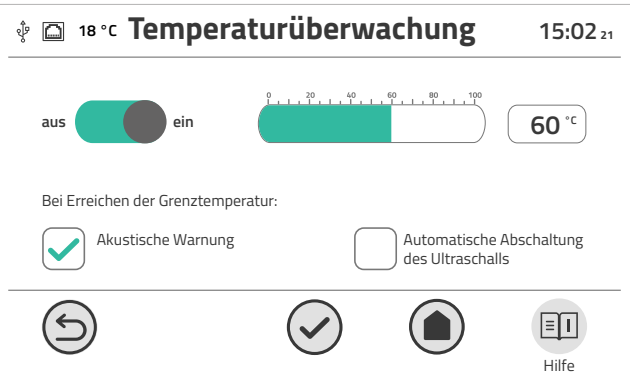 18 °C Temperaturüberwachung 15:02 21
0 20 40 60 80 100
aus ein 60 °C
Bei Erreichen der Grenztemperatur:
Akustische Warnung
Automatische Abschaltung
des Ultraschalls
Hilfe